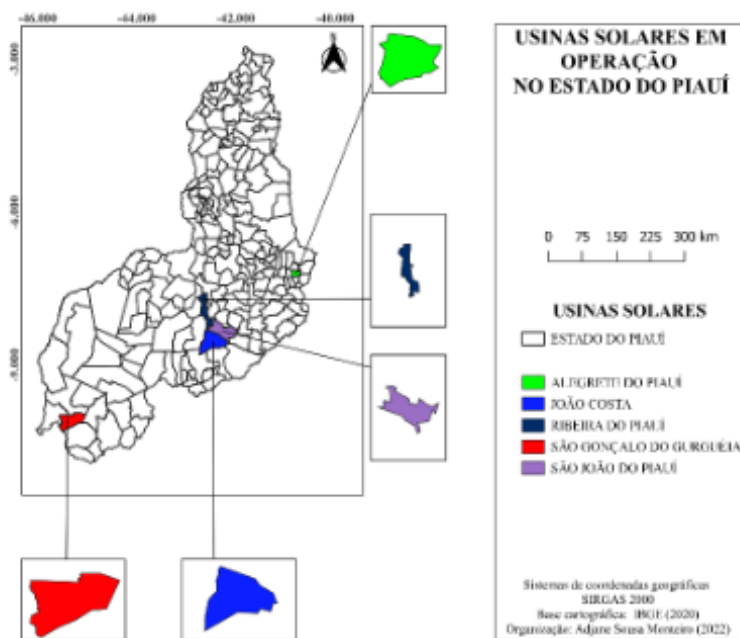 -46.000 -44.000 -42.000 -40.000
-3.000
-6.000
-9.000
N
USINAS SOLARES EM
OPERAÇÃO
NO ESTADO DO PIAUÍ
0 75 150 225 300 km
USINAS SOLARES
ESTADO DO PIAUÍ
ALEGRETE DO PIAUÍ
JOÃO COSTA
RIBEIRA DO PIAUÍ
SÃO GONÇALO DO GURGUÉIA
SÃO JOÃO DO PIAUÍ
Sistemas de coordenadas geográficas
SIRGAS 2000
Base cartográfica: IBGE (2020)
Organização: Adjane Sousa Monteiro (2022)